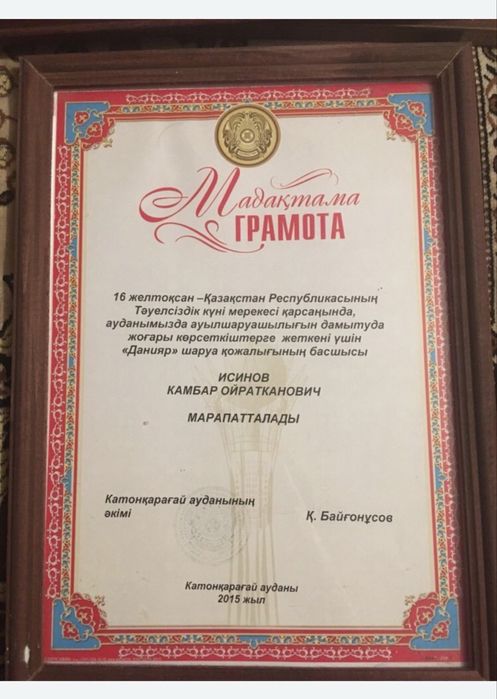 Мадақтама
ГРАМОТА
16 желтоқсан –Қазақстан Республикасының
Тәуелсіздік күні мерекесі қарсаңында,
ауданымызда ауылшаруашылығын дамытуда
жоғары көрсеткіштерге жеткені үшін
«Данияр» шаруа қожалығының басшысы
ИСИНОВ
КАМБАР ОЙРАТКАНОВИЧ
МАРАПАТТАЛАДЫ
Катонқарағай ауданының
әкімі
Қ. Байғонұсов
Катонқарағай ауданы
2015 жыл